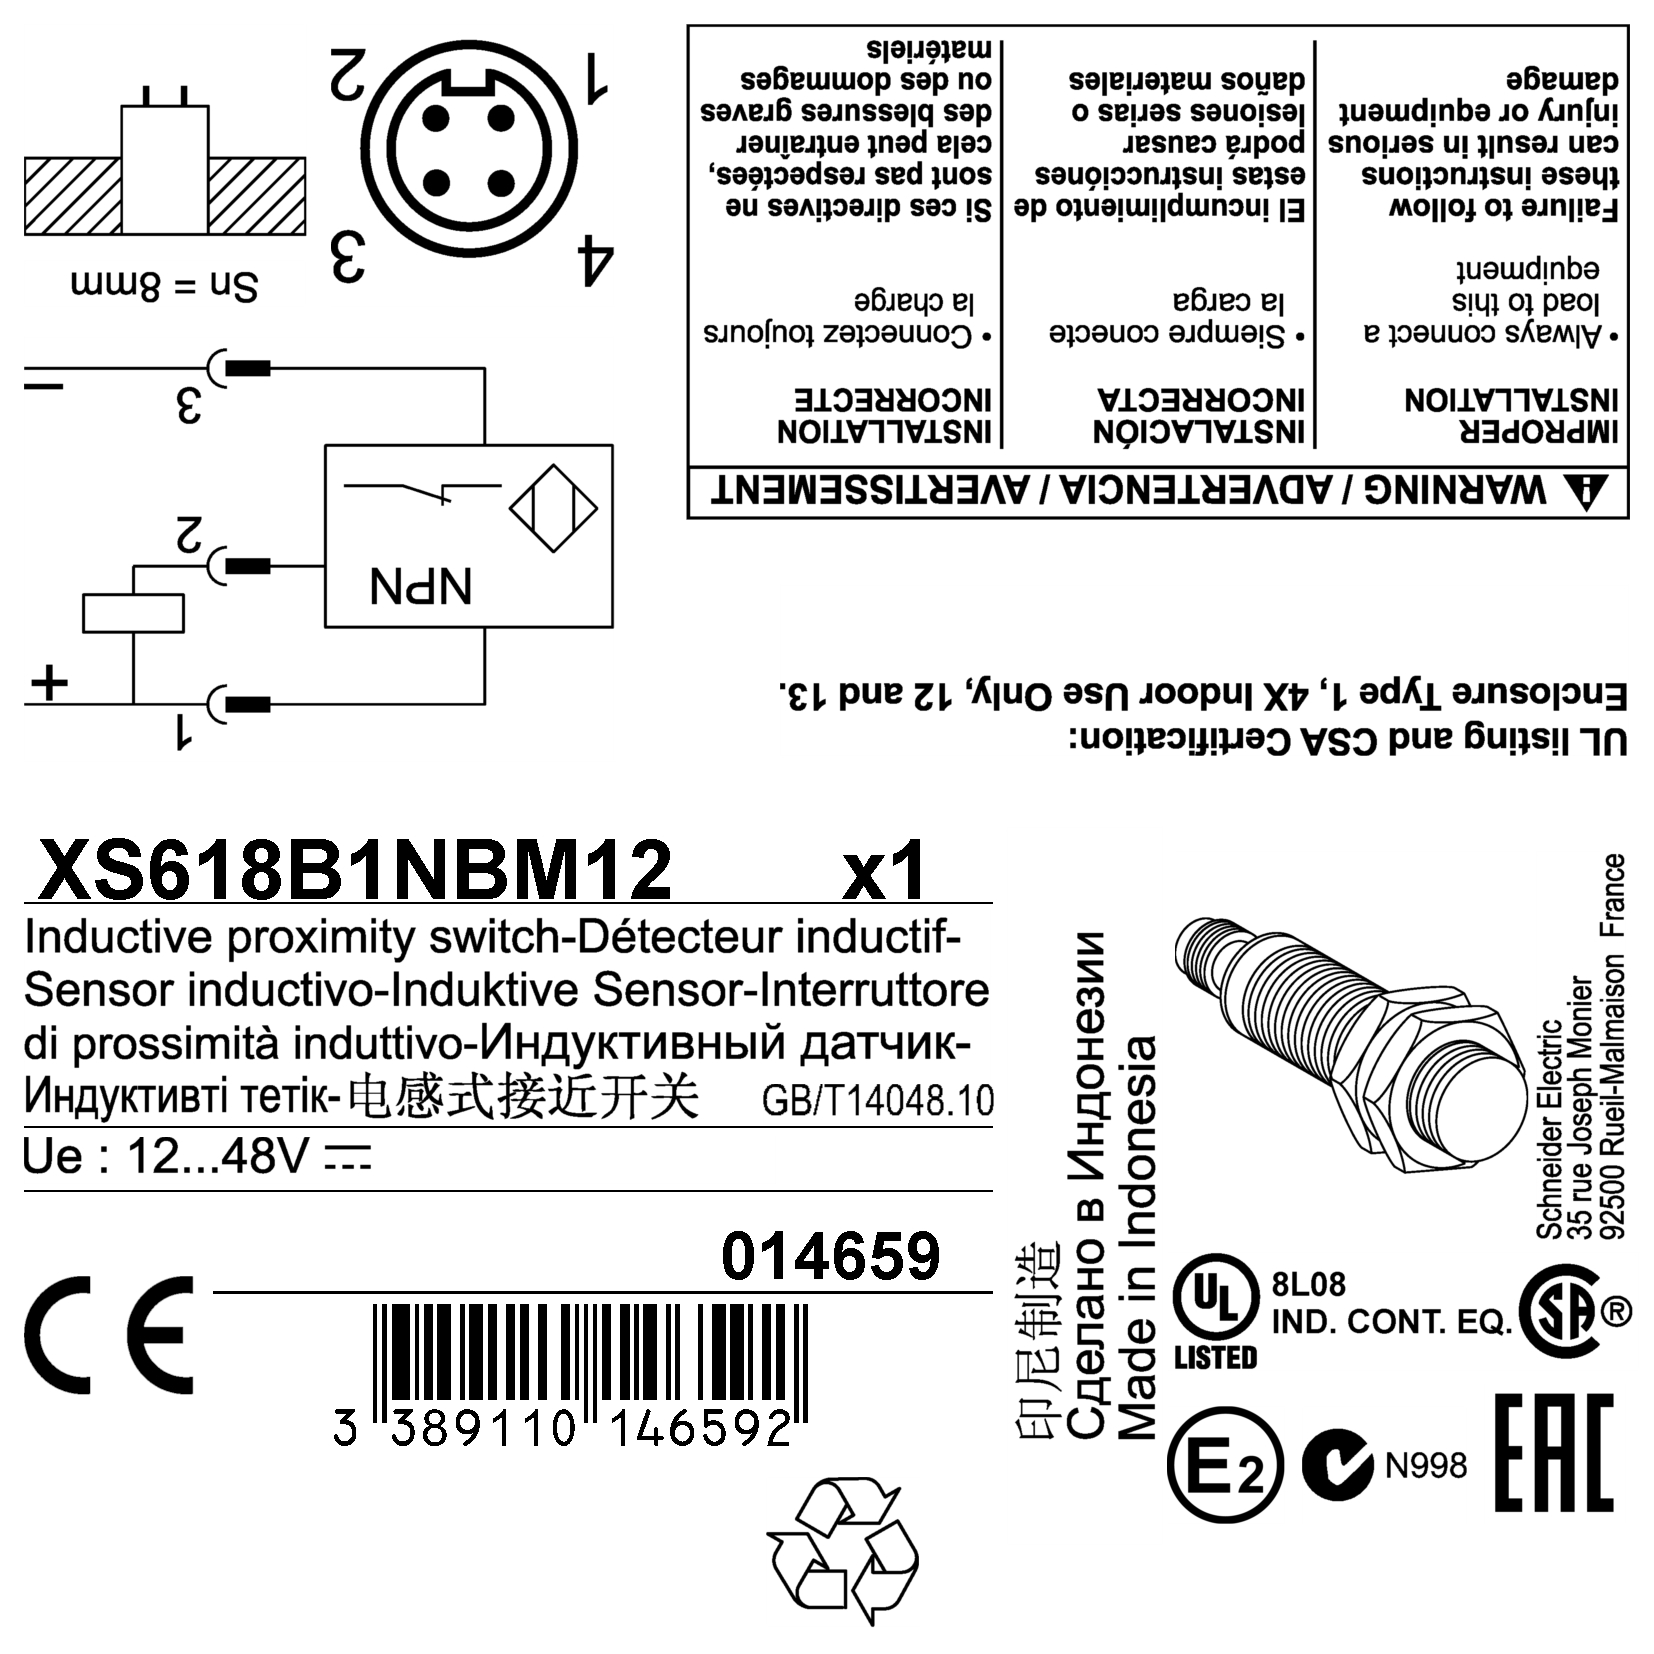 XS618B1NBM12 x1
Inductive proximity switch-Détecteur inductif-
Sensor inductivo-Induktive Sensor-Interruttore
di prossimità induttivo-Индуктивный датчик-
Индуктивті тетік-电感式接近开关 GB/T14048.10
Ue : 12...48V
014659
3 389110 146592
印尼制造
Сделано в Индонезии
Made in Indonesia
Schneider Electric
35 rue Joseph Monier
92500 Rueil-Malmaison France
CE
UL
LISTED
8L08
IND. CONT. EQ.
SA ®
E2
N998
EAC
UL listing and CSA Certification:
Enclosure Type 1, 4X Indoor Use Only, 12 and 13.
WARNING / ADVERTENCIA / AVERTISSEMENT
IMPROPER
INSTALLATION
• Always connect a
load to this
equipment
Failure to follow
these instructions
can result in serious
injury or equipment
damage
INSTALACIÓN
INCORRECTA
• Siempre conecte
la carga
El incumplimiento de
estas instrucciónes
podrá causar
lesiones serias o
daños materiales
INSTALLATION
INCORRECTE
• Connectez toujours
la charge
Si ces directives ne
sont pas respectées,
cela peut entraîner
des blessures graves
ou des dommages
matériels
1
+
NPN
2
3
–
Sn = 8mm
4
3
1
2